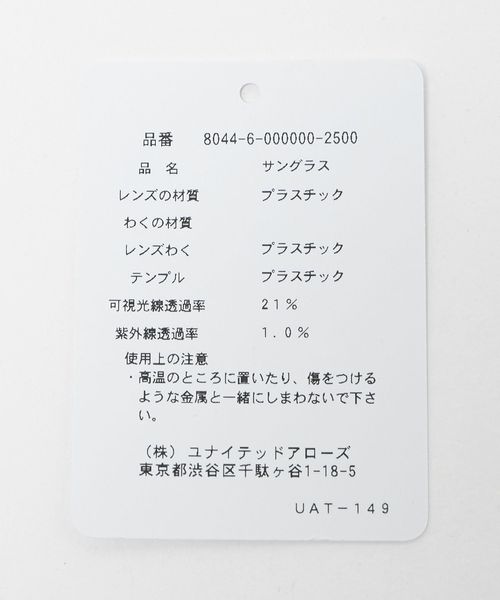 品番 8044-6-000000-2500
品 名 サングラス
レンズの材質 プラスチック
わくの材質
レンズわく プラスチック
テンプル プラスチック
可視光線透過率 21%
紫外線透過率 1.0%
使用上の注意
・高温のところに置いたり、傷をつける
ような金属と一緒にしまわないで下さ
い。
(株) ユナイテッドアローズ
東京都渋谷区千駄ヶ谷1-18-5
UAT-149